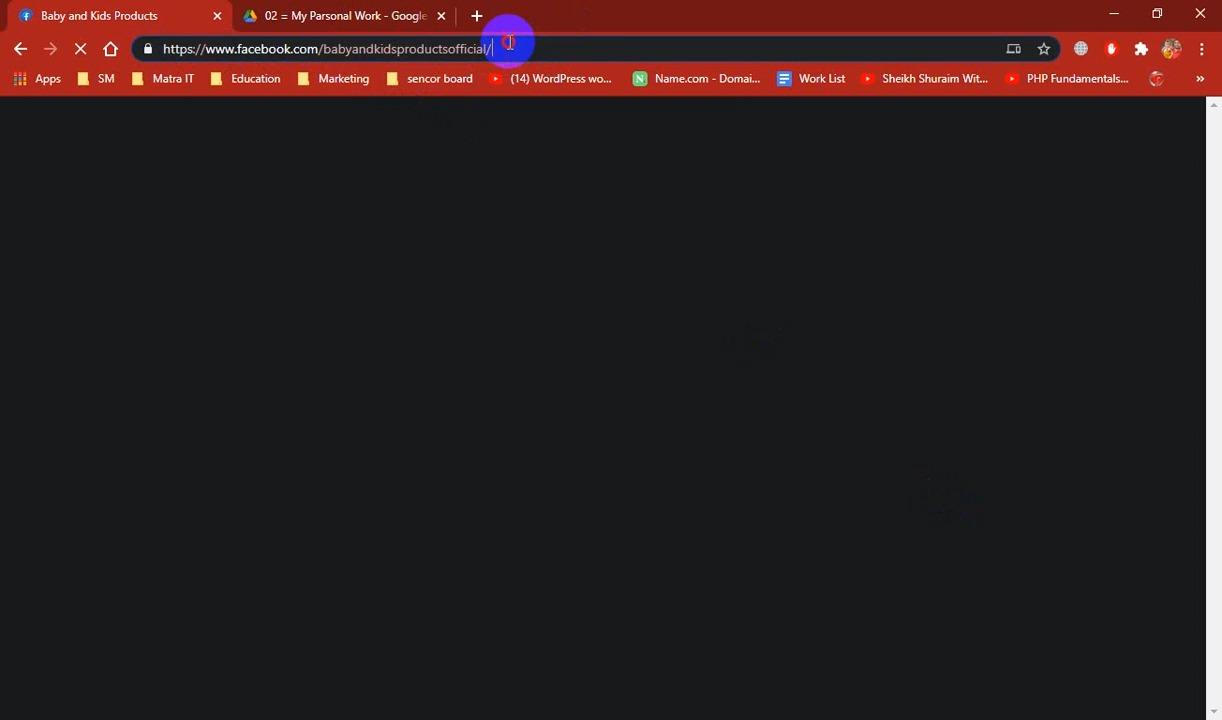 Baby and Kids Products
02 = My Parsonal Work - Google
https://www.facebook.com/babyandkidsproductsofficial/
Apps SM Matra IT Education Marketing sencor board (14) WordPress wo... Name.com - Domai... Work List Sheikh Shuraim Wit... PHP Fundamentals... »